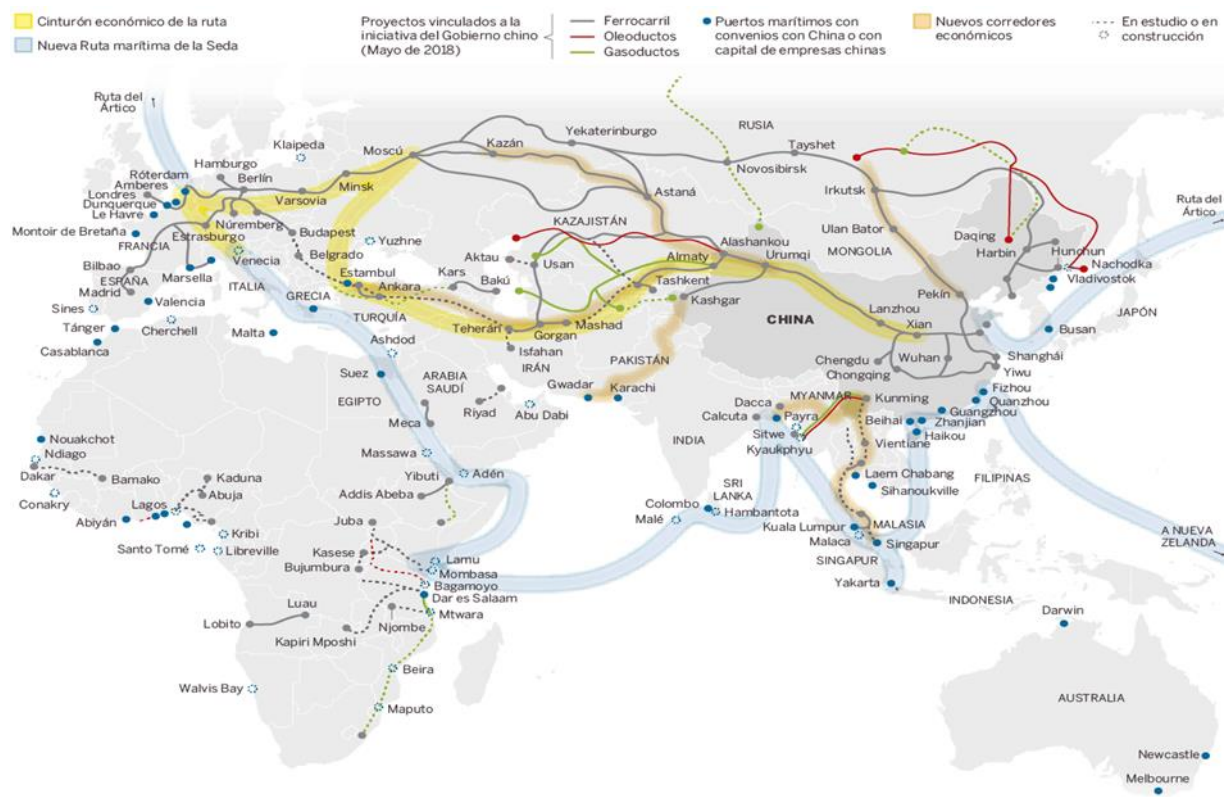 Cinturón económico de la ruta
Nueva Ruta marítima de la Seda
Proyectos vinculados a la
iniciativa del Gobierno chino
(Mayo de 2018)
Ferrocarril
Oleoductos
Gasoductos
Puertos marítimos con
convenios con China o con
capital de empresas chinas
Nuevos corredores
económicos
En estudio o en
construcción
Ruta del
Ártico
Klaipeda
Moscú
Kazán
Yekaterinburgo
RUSIA
Tayshet
Hamburgo
Róterdam
Amberes
Berlín
Londres
Dunquerque
Le Havre
Varsovia
Minsk
Novosibirsk
Irkutsk
Astaná
Montoir de Bretaña
FRANCIA
Núremberg
Estrasburgo
Budapest
Belgrado
Venecia
Yuzhne
KAZAJISTÁN
Alashankou
Urumqi
Almaty
Ulan Bator
MONGOLIA
Daqing
Harbin
Hunchun
Nachodka
Vladivostok
Ruta del
Ártico
Bilbao
ESPAÑA
Madrid
Marsella
ITALIA
Valencia
Sines
Cherchell
Tánger
Casablanca
Malta
GRECIA
Estambul
Ankara
TURQUÍA
Kars
Bakú
Aktau
Usan
Tashkent
Kashgar
Teherán
Gorgan
Mashad
Isfahan
IRÁN
Lanzhou
Xian
Pekín
CHINA
Busan
JAPÓN
Ashdod
Suez
EGIPTO
ARABIA
SAUDÍ
Riyad
Meca
Abu Dabi
PAKISTÁN
Gwadar
Karachi
Chengdu
Chongqing
Wuhan
Shanghái
Yiwu
Fizhou
Quanzhou
Guangzhou
Zhanjian
Haikou
Beihai
Dacca
Calcuta
Payra
MYANMAR
Kunming
Sitwe
Kyaukphyu
INDIA
Vientiane
Laem Chabang
Sihanoukville
FILIPINAS
Nouakchot
Ndiago
Dakar
Bamako
Conakry
Kaduna
Abuja
Lagos
Abiyán
Kribi
Santo Tomé
Libreville
Massawa
Adén
Yibuti
Addis Abeba
Juba
Kasese
Bujumbura
Lamu
Mombasa
Bagamoyo
Dar es Salaam
Mtwara
SRI
LANKA
Colombo
Malé
Hambantota
Kuala Lumpur
MALASIA
Malaca
Singapur
SINGAPUR
Yakarta
INDONESIA
A NUEVA
ZELANDA
Luau
Lobito
Kapiri Mposhi
Njombe
Beira
Walvis Bay
Maputo
Darwin
AUSTRALIA
Newcastle
Melbourne